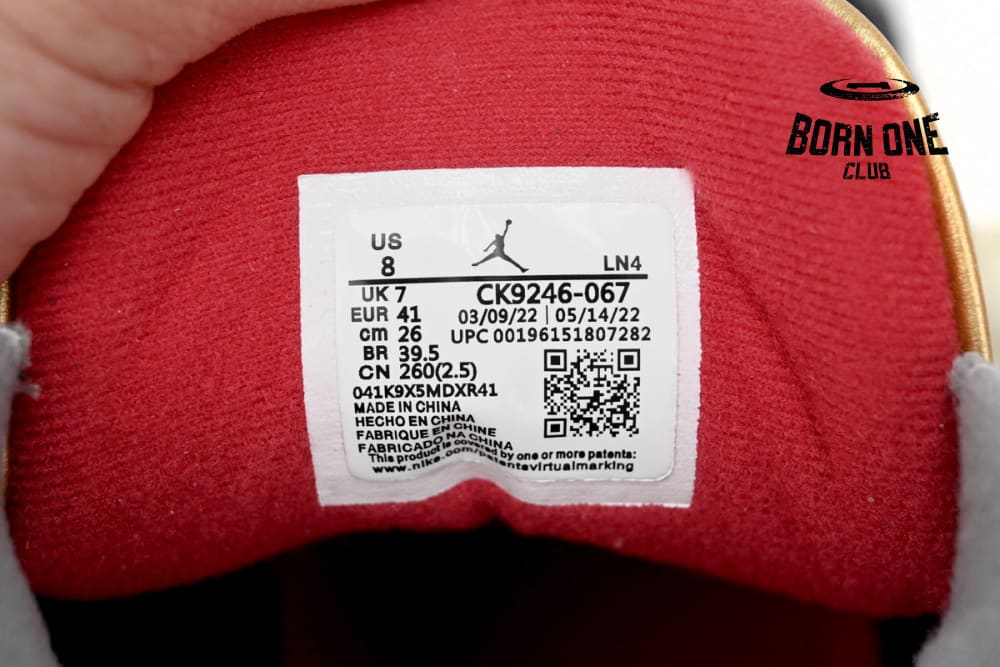 BORN ONE
CLUB
US
8
LN4
UK 7
CK9246-067
EUR 41
03/09/22 | 05/14/22
cm 26
UPC 00196151807282
BR 39.5
CN 260(2.5)
041K9X5MDXR41
MADE IN CHINA
HECHO EN CHINA
FABRIQUE EN CHINE
FABRICADO NA CHINA
This product is covered by one or more patents:
www.nike.com/patentsvirtualmarking